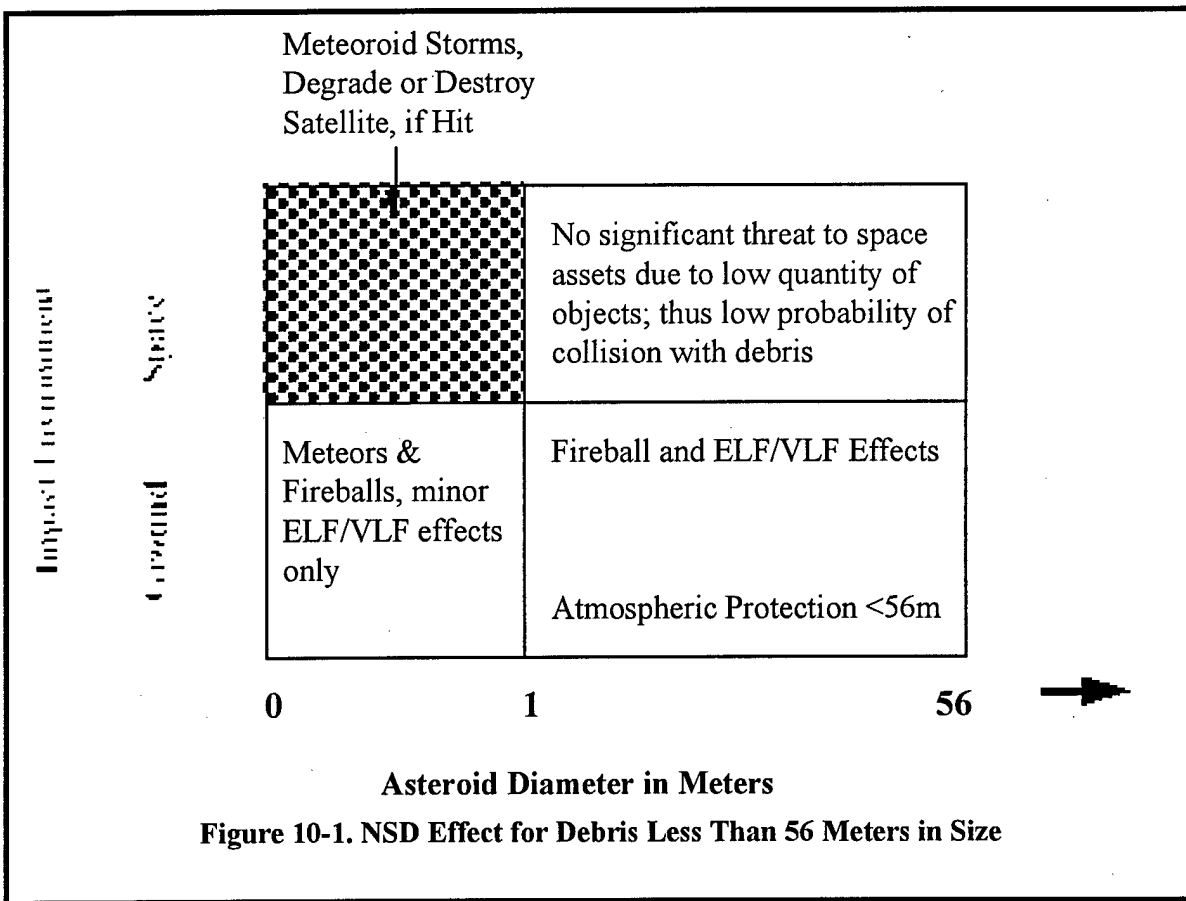 Meteoroid Storms,
Degrade or Destroy
Satellite, if Hit
No significant threat to space
assets due to low quantity of
objects; thus low probability of
collision with debris
Space
Meteors &
Fireballs, minor
ELF/VLF effects
only
Fireball and ELF/VLF Effects
Atmospheric Protection <56m
Ground
0 1 56
Asteroid Diameter in Meters
Figure 10-1. NSD Effect for Debris Less Than 56 Meters in Size